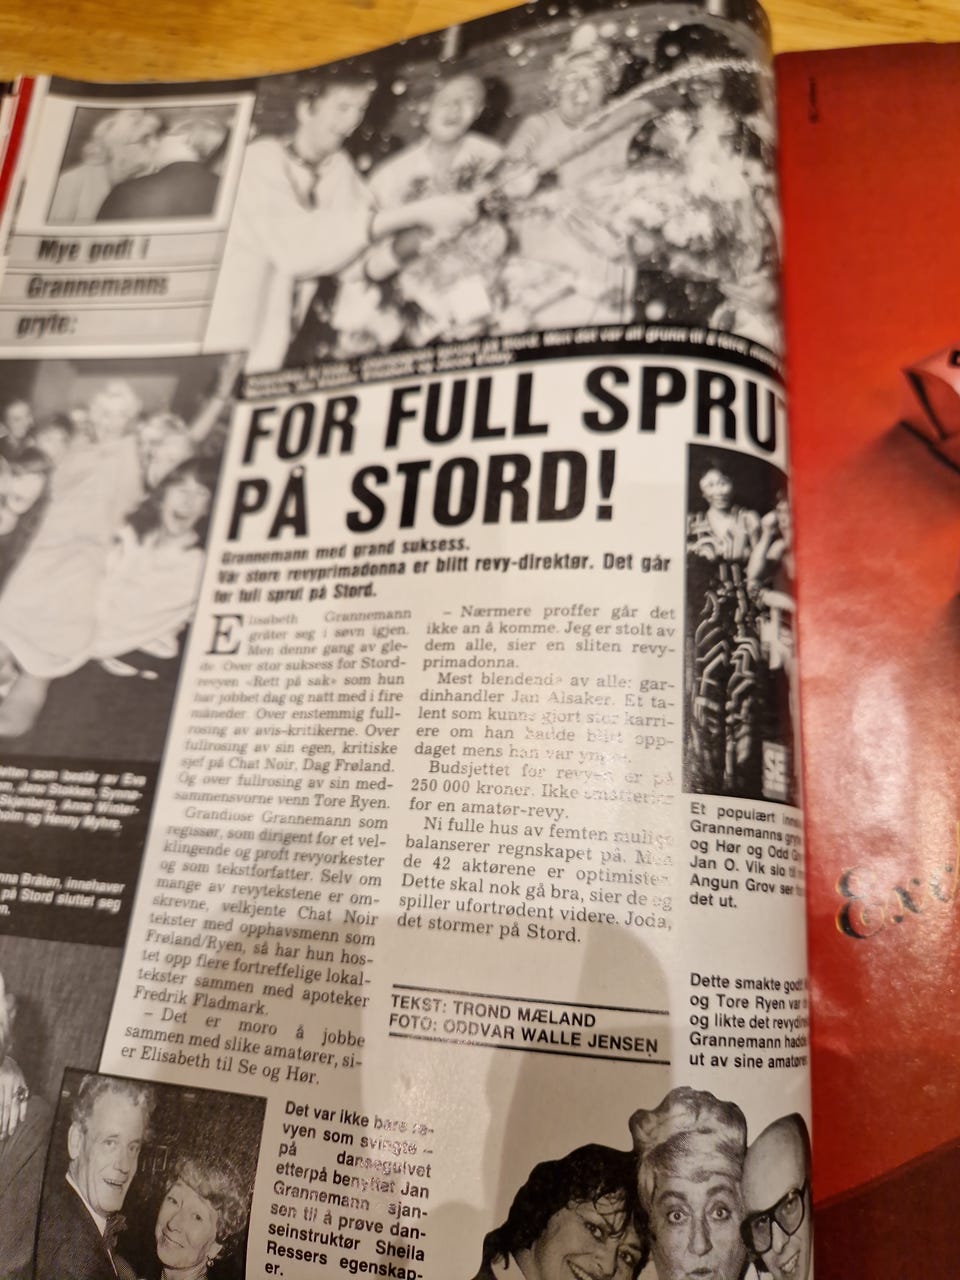 Mye godt i
Grannemanns
gryte:
FOR FULL SPRUT
PÅ STORD!
Grannemann med grand suksess.
Vår store revyprimadonna er blitt revy-direktør. Det går
for full sprut på Stord.
Elisabeth Grannemann
gråter seg i søvn igjen.
Men denne gang av gle-
de. Over stor suksess for Stord-
revyen «Rett på sak» som hun
har jobbet dag og natt med i fire
måneder. Over enstemmig full-
rosing av avis-kritikerne. Over
fullrosing av sin egen, kritiske
sjef på Chat Noir, Dag Frøland.
Og over fullrosing av sin med-
sammensvorne venn Tore Ryen.
Grandiose Grannemann som
regissør, som dirigent for et vel-
klingende og proft revyorkester
og som tekstforfatter. Selv om
mange av revytekstene er om-
skrevne, velkjente Chat Noir
tekster med opphavsmenn som
Frøland/Ryen, så har hun hos-
tet opp flere fortreffelige lokal-
tekster sammen med apoteker
Fredrik Fladmark.
– Det er moro å jobbe
sammen med slike amatører, si-
er Elisabeth til Se og Hør.
– Nærmere proffer går det
ikke an å komme. Jeg er stolt av
dem alle, sier en sliten revy-
primadonna.
Mest blendende av alle: gar-
dinhandler Jan Alsaker. Et ta-
lent som kunne gjort stor karri-
ere om han hadde blitt opp-
daget mens han var yngre.
Budsjettet for revyen er på
250 000 kroner. Ikke småtterier
for en amatør-revy.
Ni fulle hus av femten mulige
balanserer regnskapet på. Men
de 42 aktørene er optimister.
Dette skal nok gå bra, sier de og
spiller ufortrødent videre. Joda,
det stormer på Stord.
TEKST: TROND MÆLAND
FOTO: ODDVAR WALLE JENSEN
Et populært
Grannemanns
og Hør og Odd
Jan O. Vik slo
Angun Grov ser
det ut.
Dette smakte godt!
og Tore Ryen var
og likte det
Grannemann hadde
ut av sine amatører
Det var ikke bare re-
vyen som svingte –
på dansegulvet
etterpå benyttet Jan
Grannemann sjan-
sen til å prøve dan-
seinstruktør Sheila
Ressers egenskap-
er.
som består av Eva
Jane Stokken,
Anne Winter-
holm og Henny Myhre.
Bråten, innehaver
på Stord sluttet seg
Exc